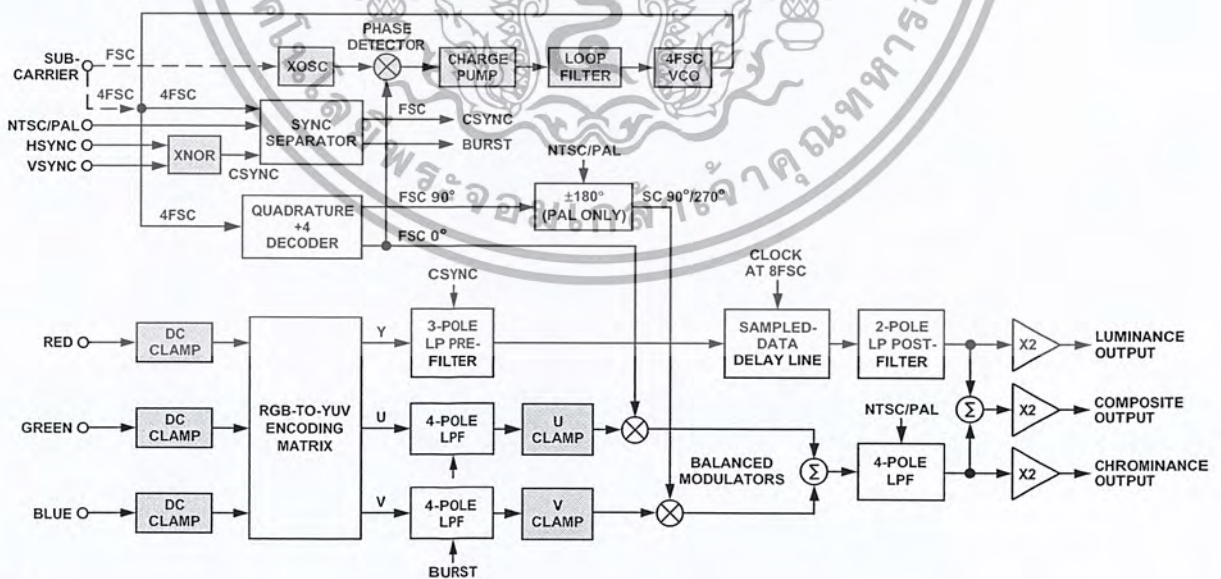 PHASE
DETECTOR
SUB-
CARRIER
FSC
XOSC
CHARGE
PUMP
LOOP
FILTER
4FSC
VCO
4FSC
4FSC
NTSC/PAL
HSYNC
VSYNC
XNOR
CSYNC
SYNC
SEPARATOR
FSC
CSYNC
BURST
NTSC/PAL
4FSC
QUADRATURE
+4
DECODER
FSC 90°
FSC 0°
±180°
(PAL ONLY)
SC 90°/270°
CSYNC
CLOCK
AT 8FSC
RED
DC
CLAMP
RGB-TO-YUV
ENCODING
MATRIX
Y
3-POLE
LP PRE-
FILTER
SAMPLED-
DATA
DELAY LINE
2-POLE
LP POST-
FILTER
X2
LUMINANCE
OUTPUT
GREEN
DC
CLAMP
U
4-POLE
LPF
U
CLAMP
NTSC/PAL
Σ
X2
COMPOSITE
OUTPUT
BLUE
DC
CLAMP
V
4-POLE
LPF
V
CLAMP
BALANCED
MODULATORS
Σ
4-POLE
LPF
X2
CHROMINANCE
OUTPUT
BURST